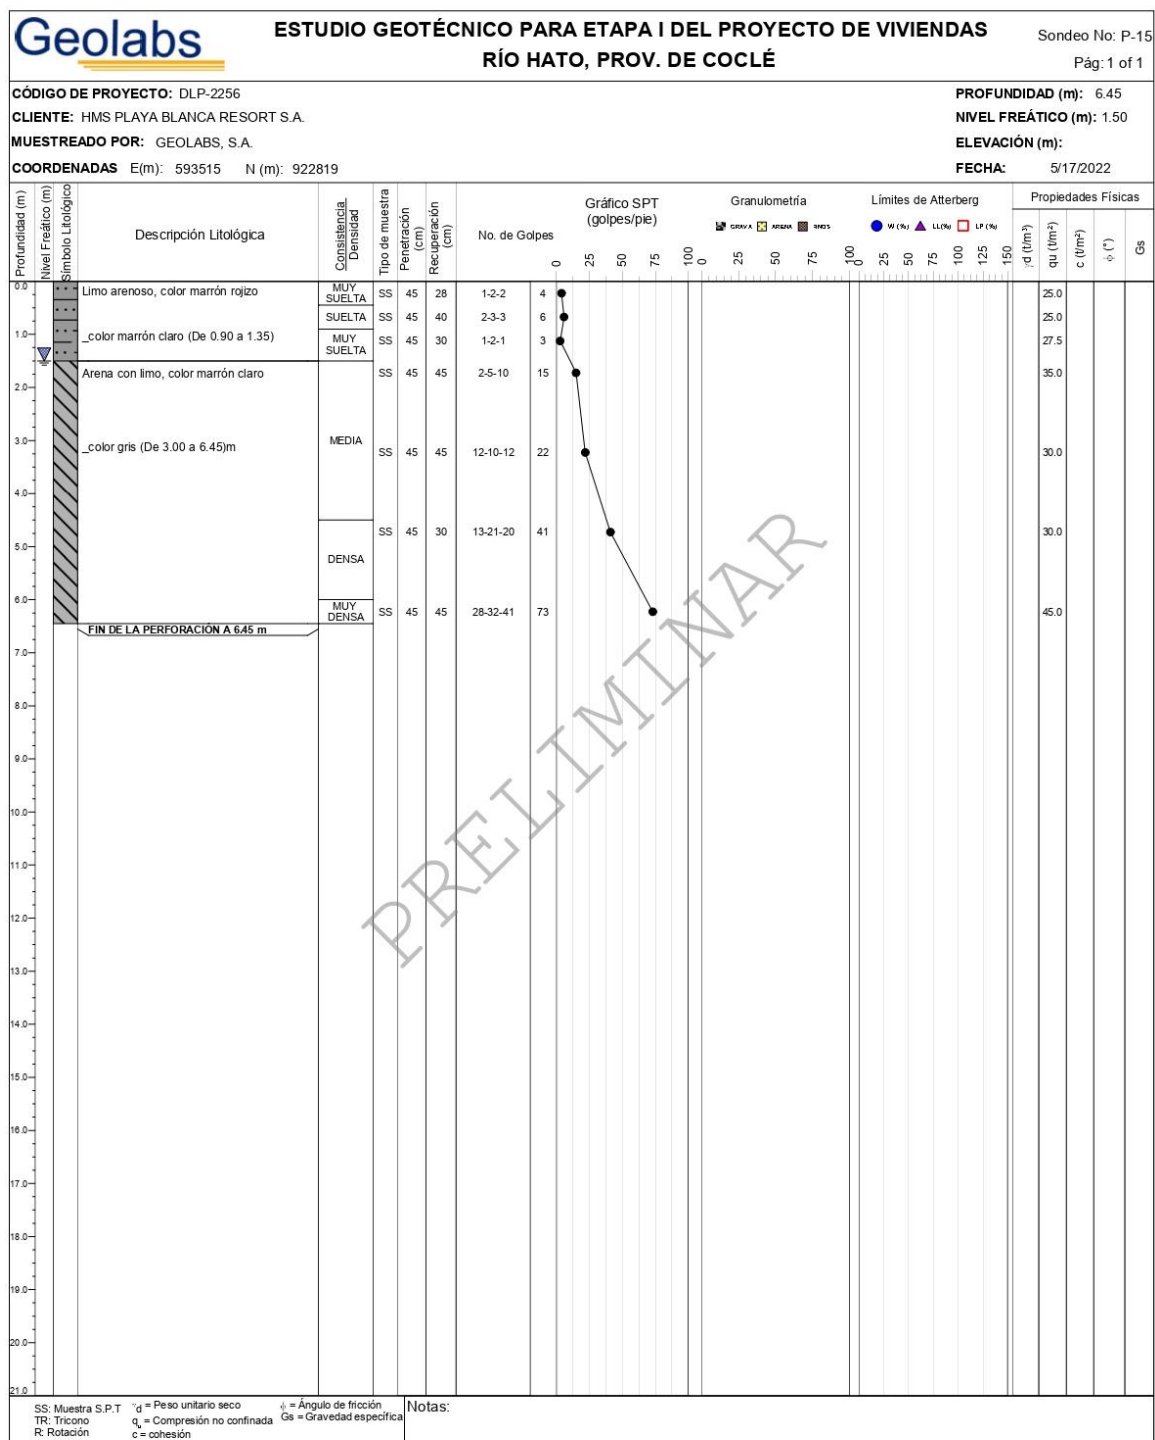 Geolabs
ESTUDIO GEOTÉCNICO PARA ETAPA I DEL PROYECTO DE VIVIENDAS
RÍO HATO, PROV. DE COCLÉ
Sondeo No: P-15
Pág: 1 of 1
CÓDIGO DE PROYECTO: DLP-2256
CLIENTE: HMS PLAYA BLANCA RESORT S.A.
MUESTREADO POR: GEOLABS, S.A.
COORDENADAS E(m): 593515 N (m): 922819
PROFUNDIDAD (m): 6.45
NIVEL FREÁTICO (m): 1.50
ELEVACIÓN (m):
FECHA: 5/17/2022
Profundidad (m)
Nivel Freático (m)
Símbolo Litológico
Descripción Litológica
Consistencia
Densidad
Tipo de muestra
Penetración (cm)
Recuperación (cm)
No. de Golpes
Gráfico SPT
(golpes/pie)
0 25 50 75 100
Granulometría
GRAVA ARENA FINOS
0 25 50 75 100
Límites de Atterberg
W (%) LL(%) LP (%)
0 25 50 75 100 125 150
Propiedades Físicas
γd (t/m³)
qu (t/m²)
c (t/m²)
ϕ (°)
Gs
0.0
Limo arenoso, color marrón rojizo
MUY
SUELTA
SS 45 28 1-2-2 4 25.0
SUELTA SS 45 40 2-3-3 6 25.0
1.0
_color marrón claro (De 0.90 a 1.35)
MUY
SUELTA
SS 45 30 1-2-1 3 27.5
Arena con limo, color marrón claro
SS 45 45 2-5-10 15 35.0
2.0
3.0
_color gris (De 3.00 a 6.45)m
MEDIA
SS 45 45 12-10-12 22 30.0
4.0
SS 45 30 13-21-20 41 30.0
5.0
DENSA
6.0
MUY
DENSA
SS 45 45 28-32-41 73 45.0
FIN DE LA PERFORACIÓN A 6.45 m
7.0
8.0
9.0
10.0
11.0
12.0
13.0
14.0
15.0
16.0
17.0
18.0
19.0
20.0
21.0
PRELIMINAR
SS: Muestra S.P.T
TR: Tricono
R: Rotación
γd = Peso unitario seco
qu = Compresión no confinada
c = cohesión
ϕ = Ángulo de fricción
Gs = Gravedad específica
Notas: